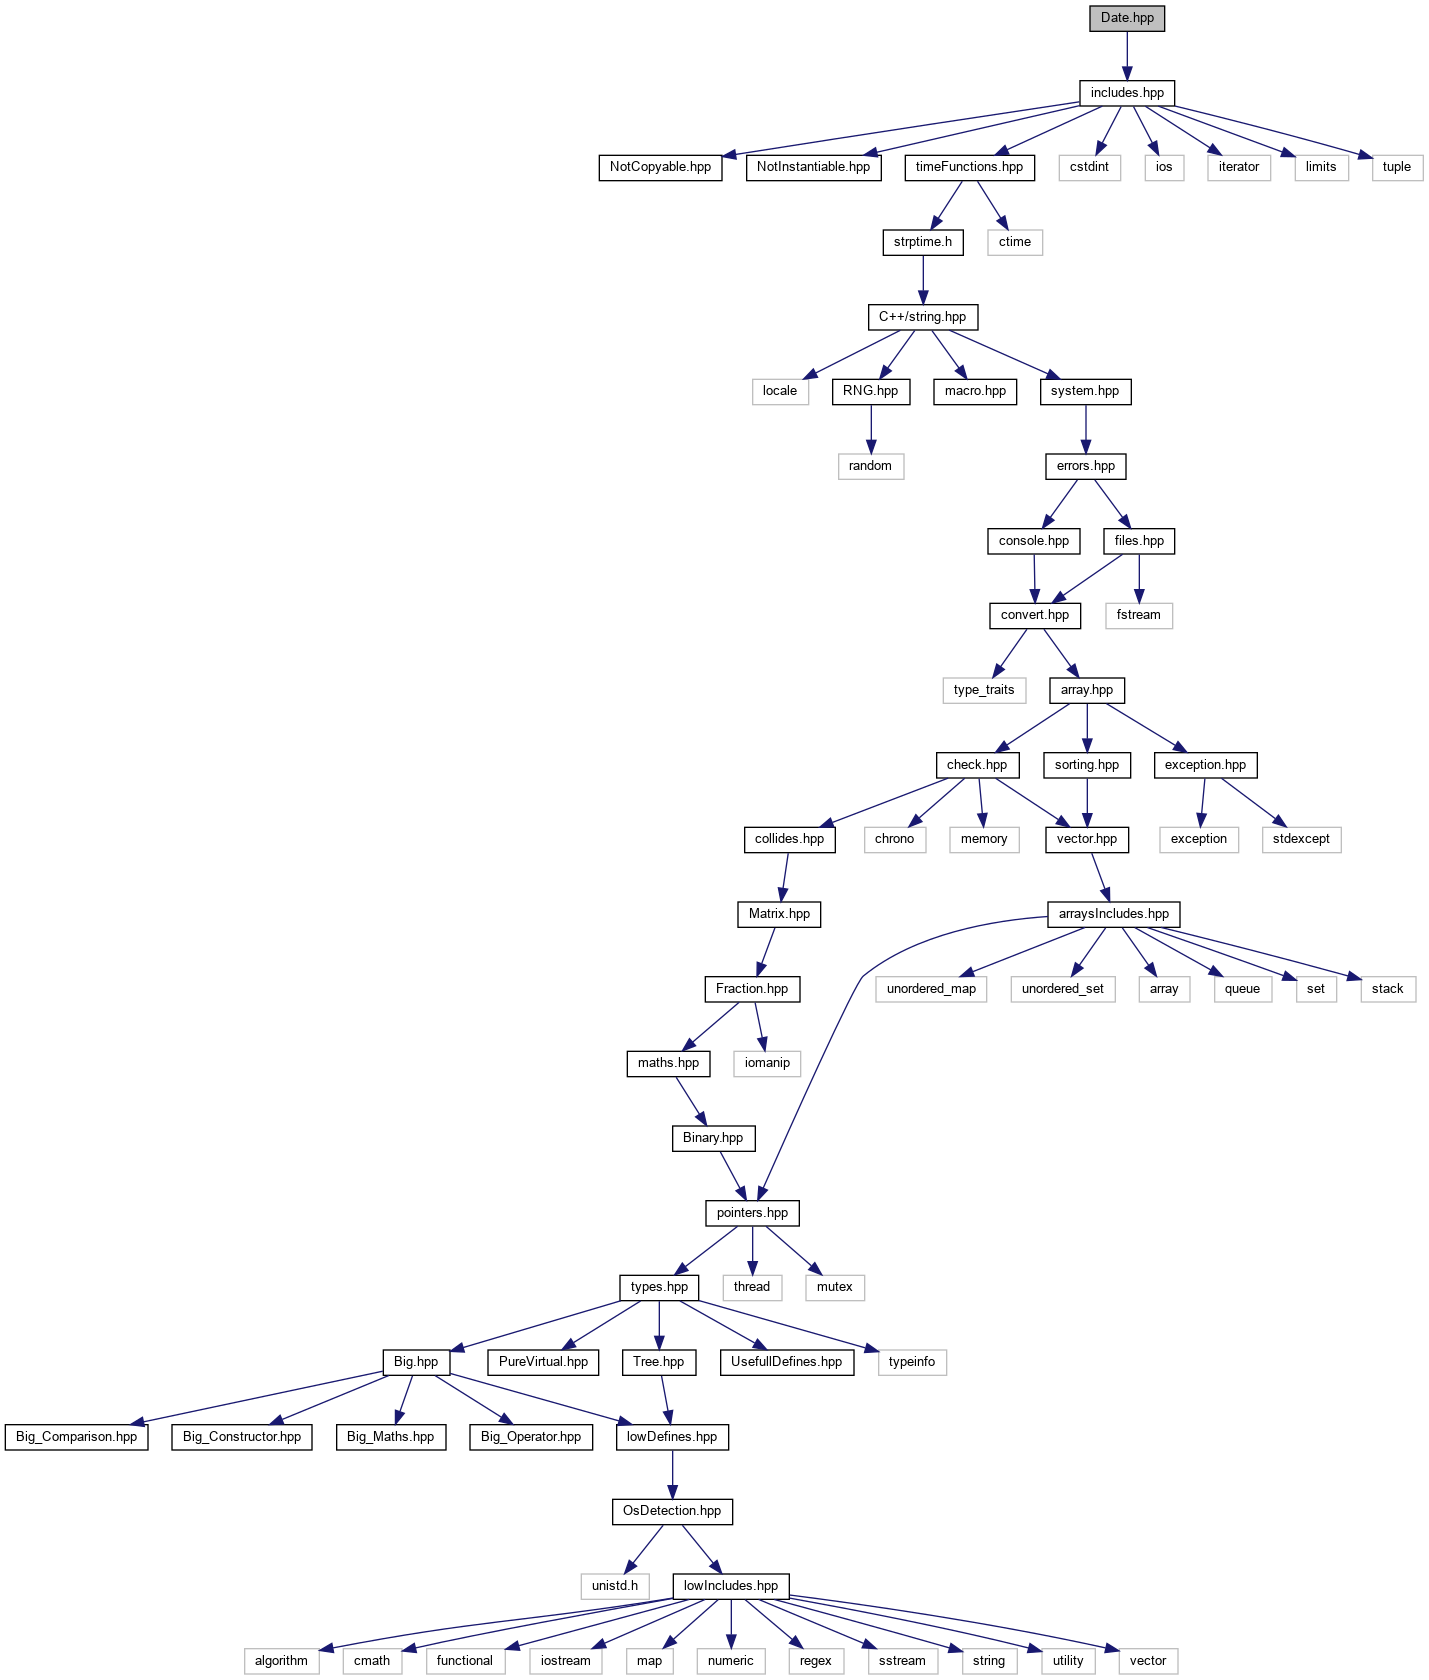 Date.hpp
includes.hpp
NotCopyable.hpp
NotInstantiable.hpp
timeFunctions.hpp
cstdint
ios
iterator
limits
tuple
strptime.h
ctime
C++/string.hpp
locale
RNG.hpp
macro.hpp
system.hpp
random
errors.hpp
console.hpp
files.hpp
convert.hpp
fstream
type_traits
array.hpp
check.hpp
sorting.hpp
exception.hpp
collides.hpp
chrono
memory
vector.hpp
exception
stdexcept
Matrix.hpp
arraysIncludes.hpp
Fraction.hpp
unordered_map
unordered_set
array
queue
set
stack
maths.hpp
iomanip
Binary.hpp
pointers.hpp
types.hpp
thread
mutex
Big.hpp
PureVirtual.hpp
Tree.hpp
UsefullDefines.hpp
typeinfo
Big_Comparison.hpp
Big_Constructor.hpp
Big_Maths.hpp
Big_Operator.hpp
lowDefines.hpp
OsDetection.hpp
unistd.h
lowIncludes.hpp
algorithm
cmath
functional
iostream
map
numeric
regex
sstream
string
utility
vector